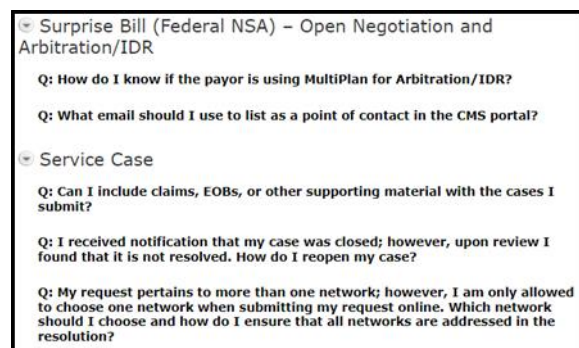 Surprise Bill (Federal NSA) – Open Negotiation and
Arbitration/IDR
Q: How do I know if the payor is using MultiPlan for Arbitration/IDR?
Q: What email should I use to list as a point of contact in the CMS portal?
Service Case
Q: Can I include claims, EOBs, or other supporting material with the cases I
submit?
Q: I received notification that my case was closed; however, upon review I
found that it is not resolved. How do I reopen my case?
Q: My request pertains to more than one network; however, I am only allowed
to choose one network when submitting my request online. Which network
should I choose and how do I ensure that all networks are addressed in the
resolution?